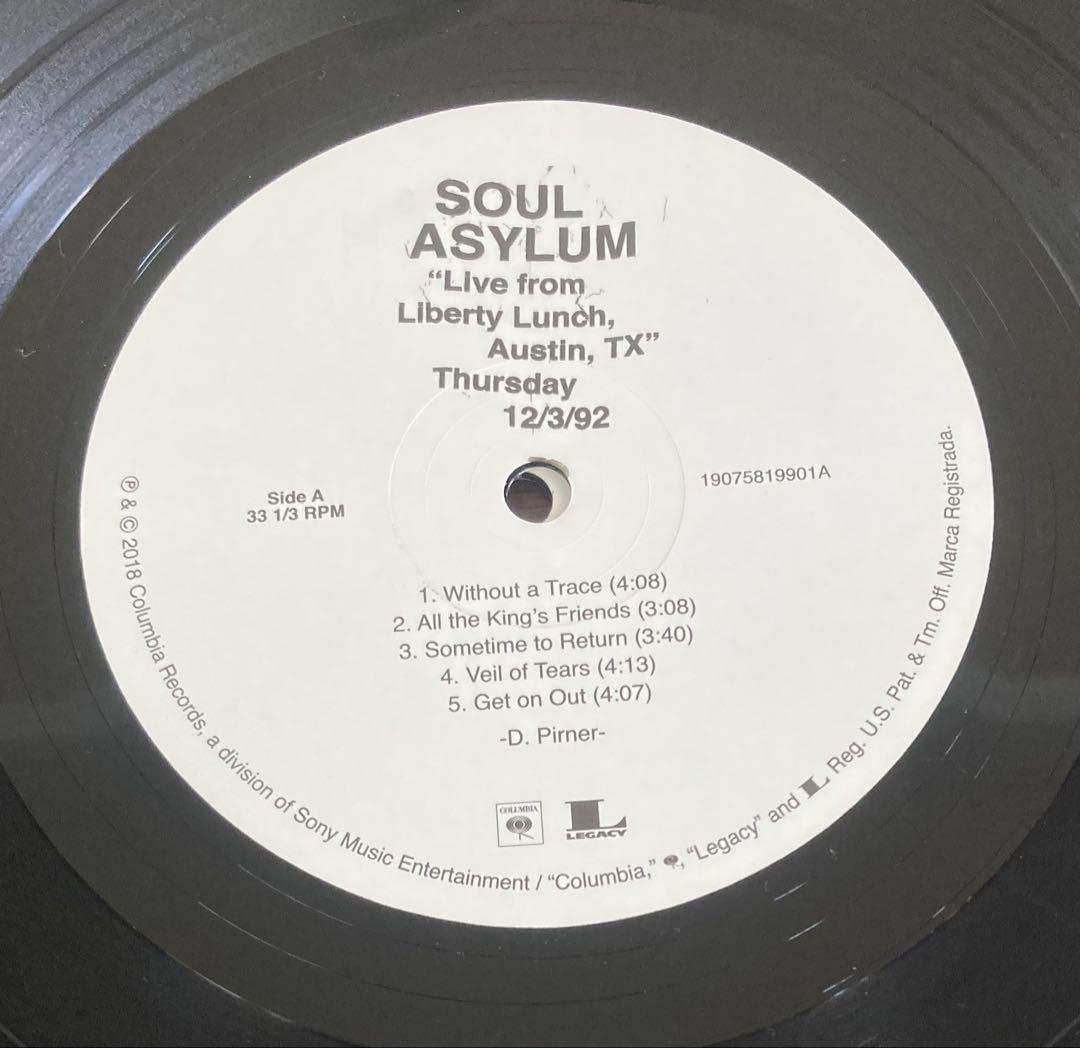 SOUL
ASYLUM
“Live from
Liberty Lunch,
Austin, TX”
Thursday
12/3/92
Side A
33 1/3 RPM
19075819901A
1. Without a Trace (4:08)
2. All the King's Friends (3:08)
3. Sometime to Return (3:40)
4. Veil of Tears (4:13)
5. Get on Out (4:07)
-D. Pirner-
COLUMBIA
L
LEGACY
℗ & © 2018 Columbia Records, a division of Sony Music Entertainment / “Columbia,” , “Legacy” and L Reg. U.S. Pat. & Tm. Off. Marca Registrada.